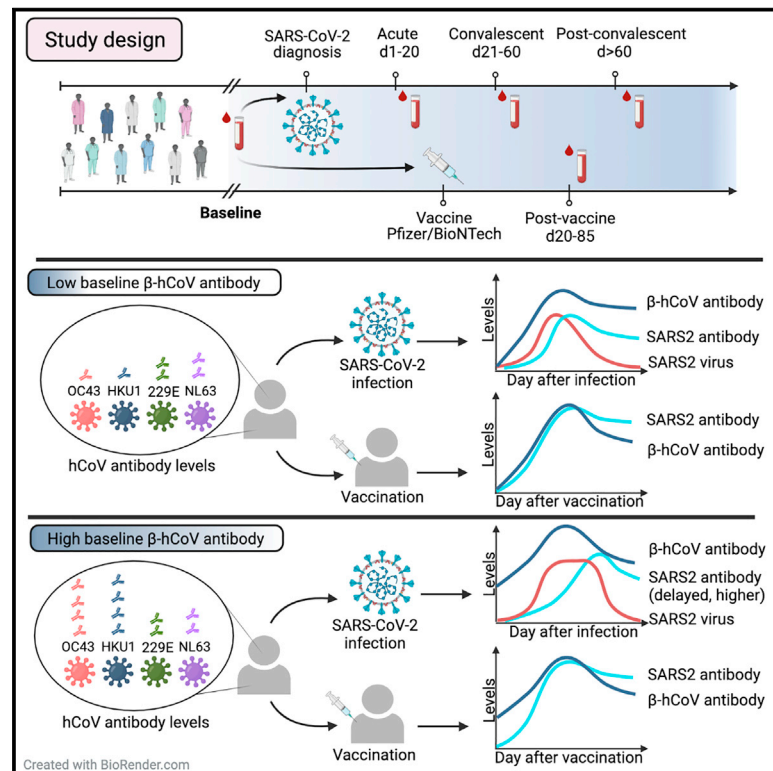 Study design
SARS-CoV-2
diagnosis
Acute
d1-20
Convalescent
d21-60
Post-convalescent
d>60
Baseline
Vaccine
Pfizer/BioNTech
Post-vaccine
d20-85
Low baseline β-hCoV antibody
OC43 HKU1 229E NL63
hCoV antibody levels
SARS-CoV-2
infection
Vaccination
Levels
β-hCoV antibody
SARS2 antibody
SARS2 virus
Day after infection
Levels
SARS2 antibody
β-hCoV antibody
Day after vaccination
High baseline β-hCoV antibody
OC43 HKU1 229E NL63
hCoV antibody levels
SARS-CoV-2
infection
Vaccination
Levels
β-hCoV antibody
SARS2 antibody
(delayed, higher)
SARS2 virus
Day after infection
Levels
SARS2 antibody
β-hCoV antibody
Day after vaccination
Created with BioRender.com